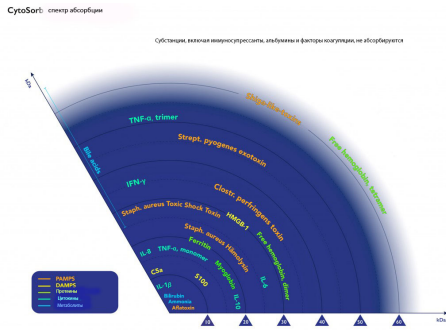 CytoSorb спектр абсорбции
Субстанции, включая иммуносупрессанты, альбумины и факторы коагуляции, не абсорбируются
kDa
Free hemoglobin, tetramer
TNF-α, trimer
Strept. pyogenes exotoxin
Bile acids
IFN-γ
Clostr. perfringens toxin
Staph. aureus Toxic Shock Toxin
HMGB-1
Staph. aureus Hämolysin
Free hemoglobin, dimer
IL-8
TNF-α, monomer
Ferritin
Myoglobin
IL-6
C5a
S100
IL-10
IL-1β
Bilirubin
Ammonia
Aflatoxin
PAMPS
DAMPS
Протеины
Цитокины
Метаболиты
10
20
30
40
50
60
kDa